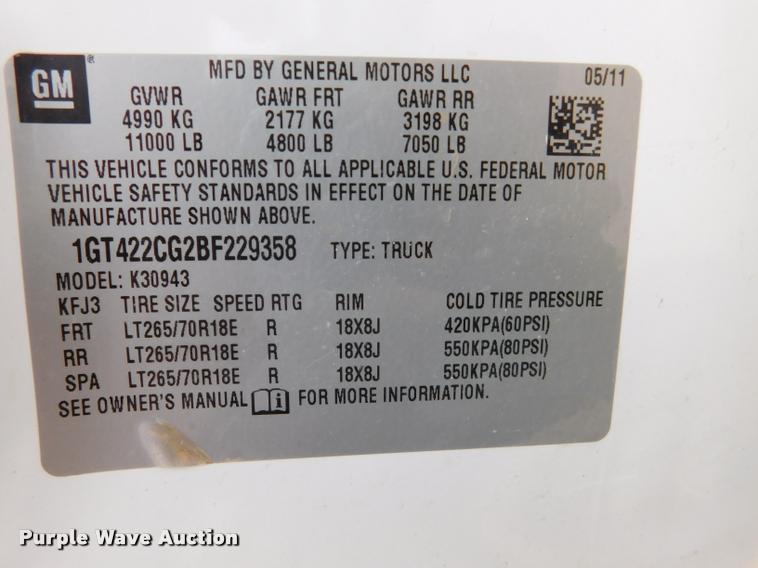 GM
MFD BY GENERAL MOTORS LLC 05/11
GVWR GAWR FRT GAWR RR
4990 KG 2177 KG 3198 KG
11000 LB 4800 LB 7050 LB
THIS VEHICLE CONFORMS TO ALL APPLICABLE U.S. FEDERAL MOTOR
VEHICLE SAFETY STANDARDS IN EFFECT ON THE DATE OF
MANUFACTURE SHOWN ABOVE.
1GT422CG2BF229358 TYPE: TRUCK
MODEL: K30943
KFJ3 TIRE SIZE SPEED RTG RIM COLD TIRE PRESSURE
FRT LT265/70R18E R 18X8J 420KPA(60PSI)
RR LT265/70R18E R 18X8J 550KPA(80PSI)
SPA LT265/70R18E R 18X8J 550KPA(80PSI)
SEE OWNER'S MANUAL FOR MORE INFORMATION.
Purple Wave Auction